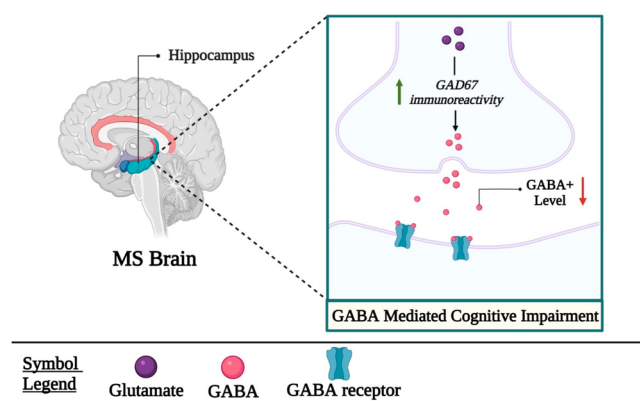 Hippocampus
MS Brain
GAD67
immunoreactivity
GABA+
Level
GABA Mediated Cognitive Impairment
Symbol
Legend
Glutamate
GABA
GABA receptor